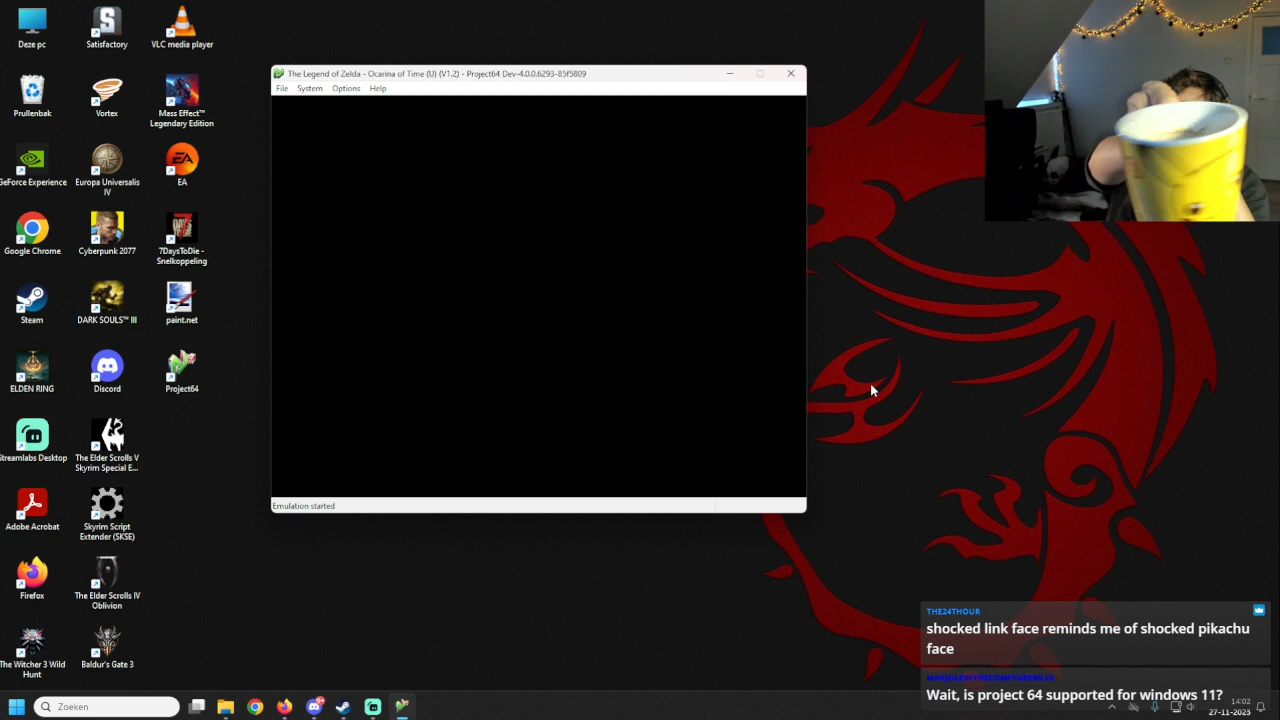 Deze pc
Satisfactory
VLC media player
Prullenbak
Vortex
Mass Effect™
Legendary Edition
GeForce Experience
Europa Universalis
IV
EA
Google Chrome
Cyberpunk 2077
7DaysToDie -
Snelkoppeling
Steam
DARK SOULS™ III
paint.net
ELDEN RING
Discord
Project64
Streamlabs Desktop
The Elder Scrolls V
Skyrim Special E...
Adobe Acrobat
Skyrim Script
Extender (SKSE)
Firefox
The Elder Scrolls IV
Oblivion
The Witcher 3 Wild
Hunt
Baldur's Gate 3
The Legend of Zelda - Ocarina of Time (U) (V1.2) - Project64 Dev-4.0.0.6293-85f5809
File System Options Help
Emulation started
THE24THOUR
shocked link face reminds me of shocked pikachu
face
Wait, is project 64 supported for windows 11?
Zoeken
14:02
27-11-2023